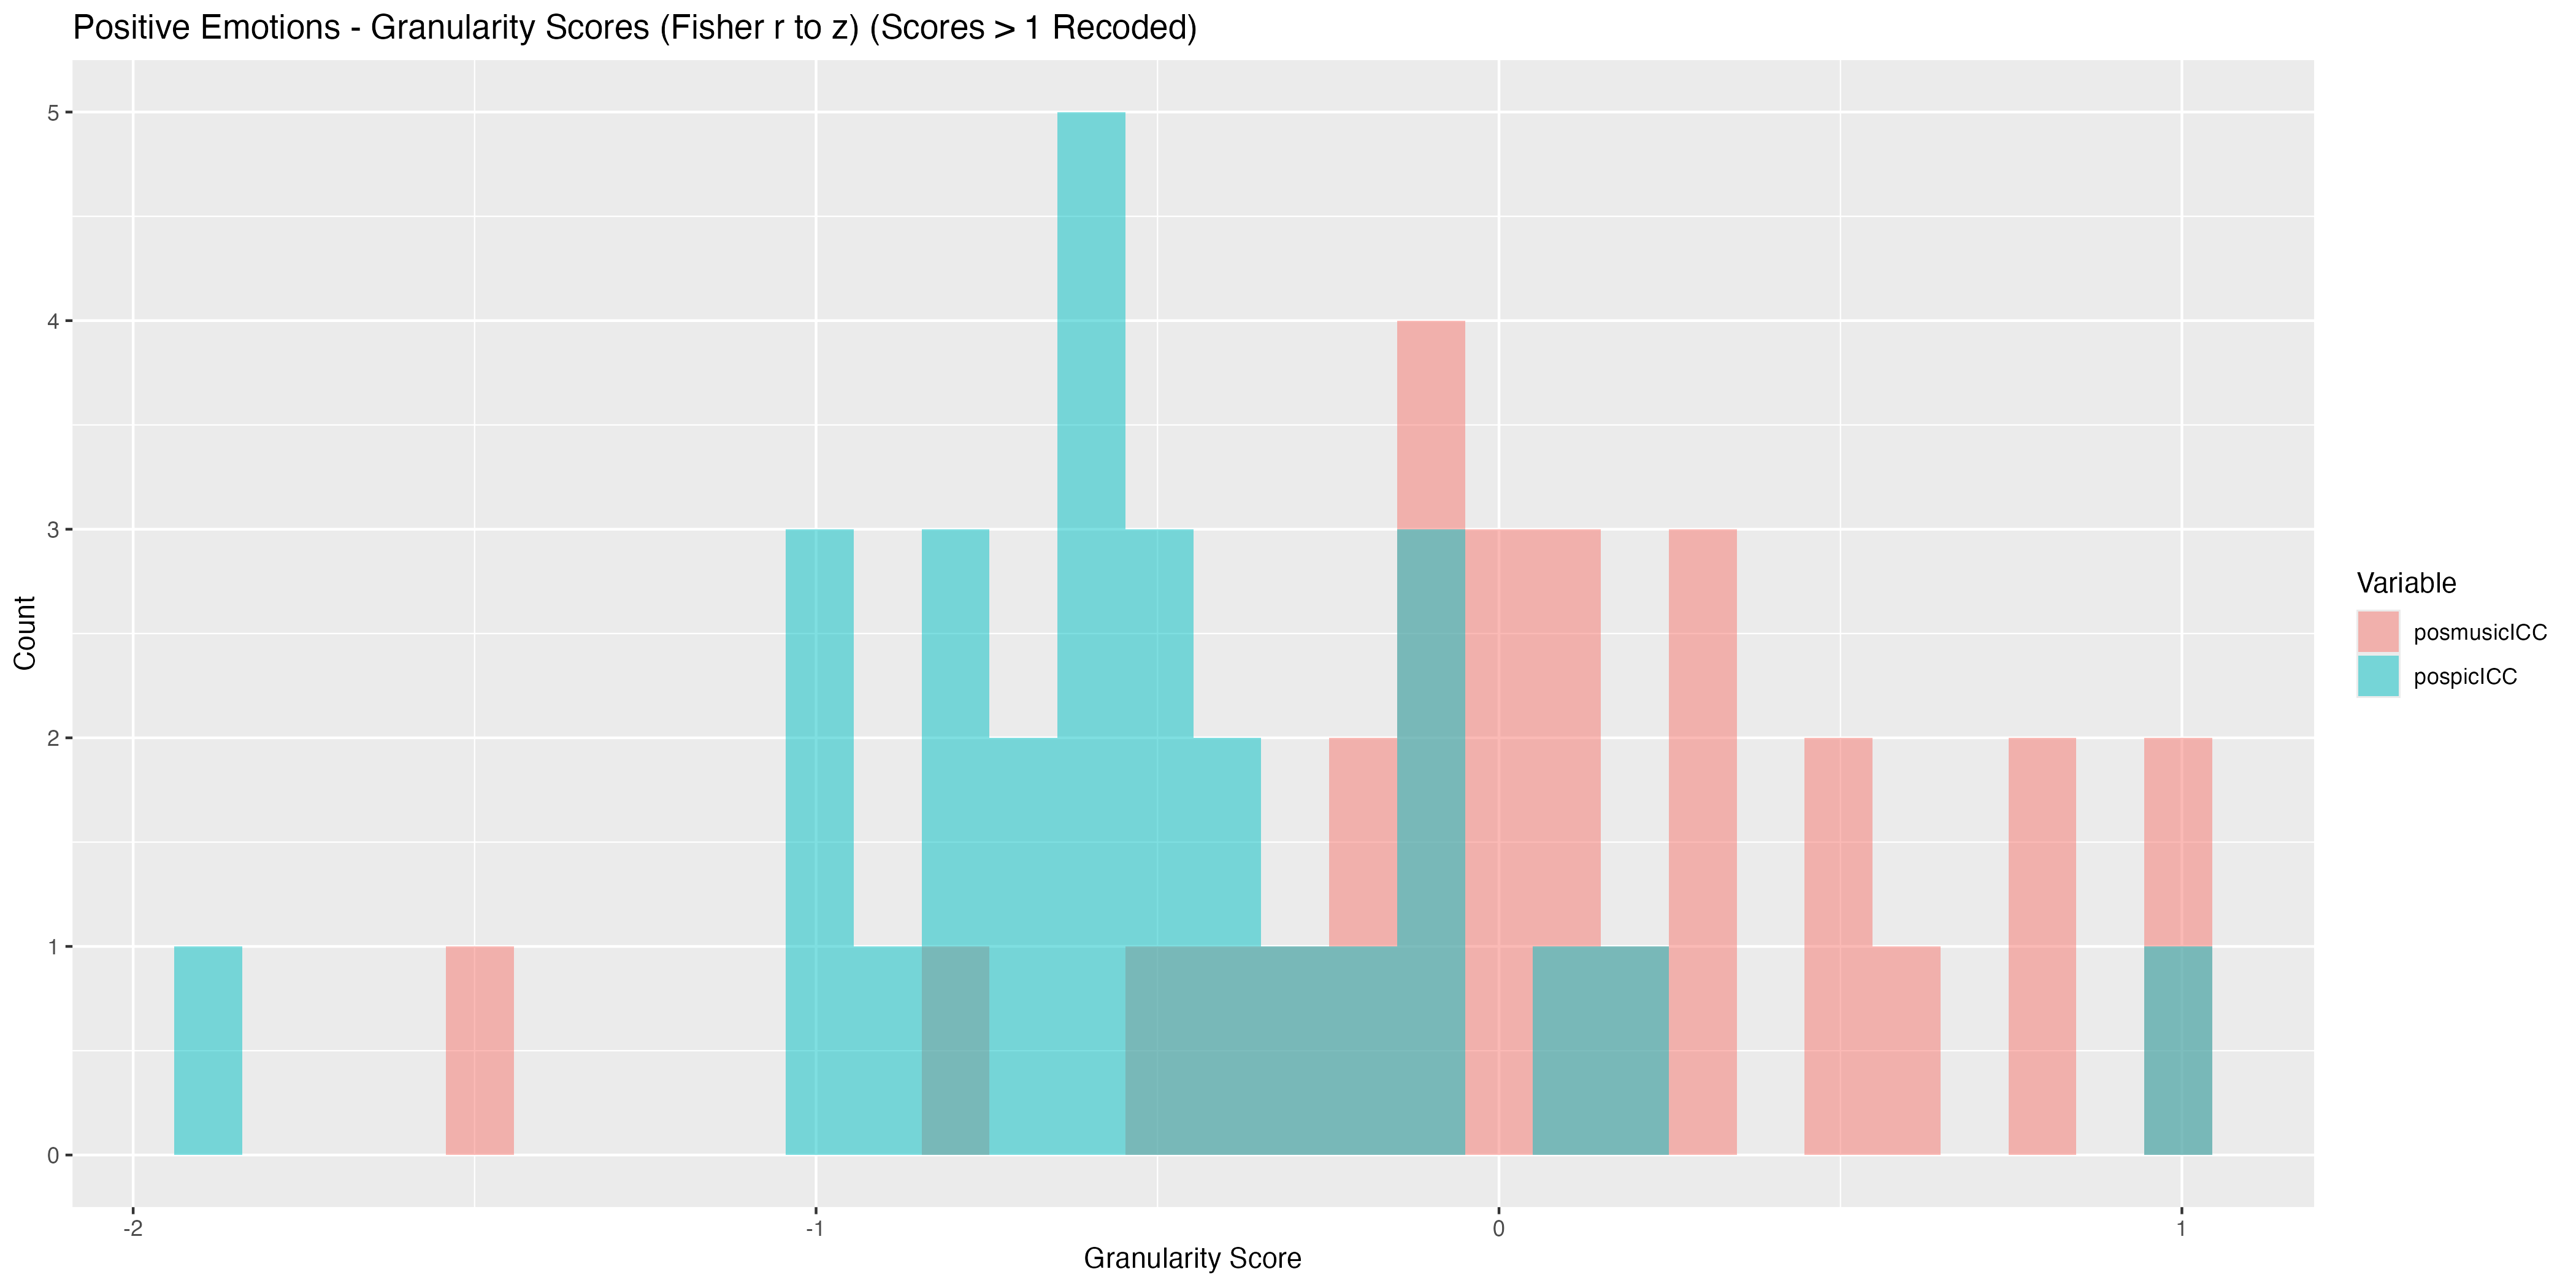 Positive Emotions - Granularity Scores (Fisher r to z) (Scores > 1 Recoded)
5
4
3
2
1
0
Count
-2
-1
0
1
Granularity Score
Variable
posmusicICC
pospicICC